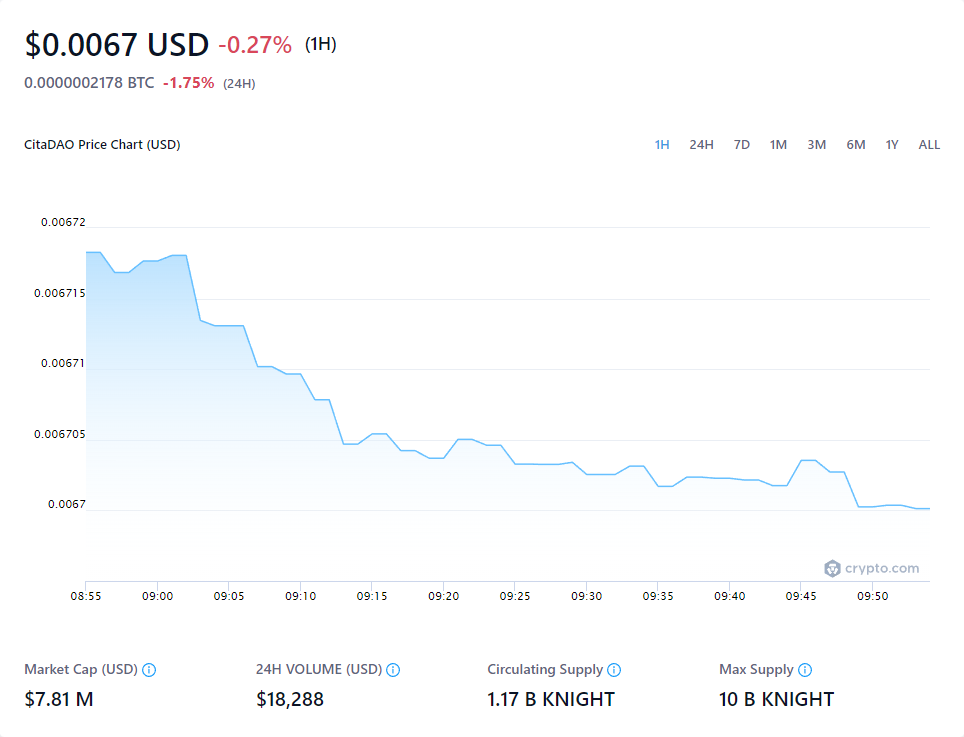 $0.0067 USD -0.27% (1H)
0.0000002178 BTC -1.75% (24H)
CitaDAO Price Chart (USD) 1H 24H 7D 1M 3M 6M 1Y ALL
0.00672
0.006715
0.00671
0.006705
0.0067
crypto.com
08:55 09:00 09:05 09:10 09:15 09:20 09:25 09:30 09:35 09:40 09:45 09:50
Market Cap (USD) 24H VOLUME (USD) Circulating Supply Max Supply
$7.81 M $18,288 1.17 B KNIGHT 10 B KNIGHT